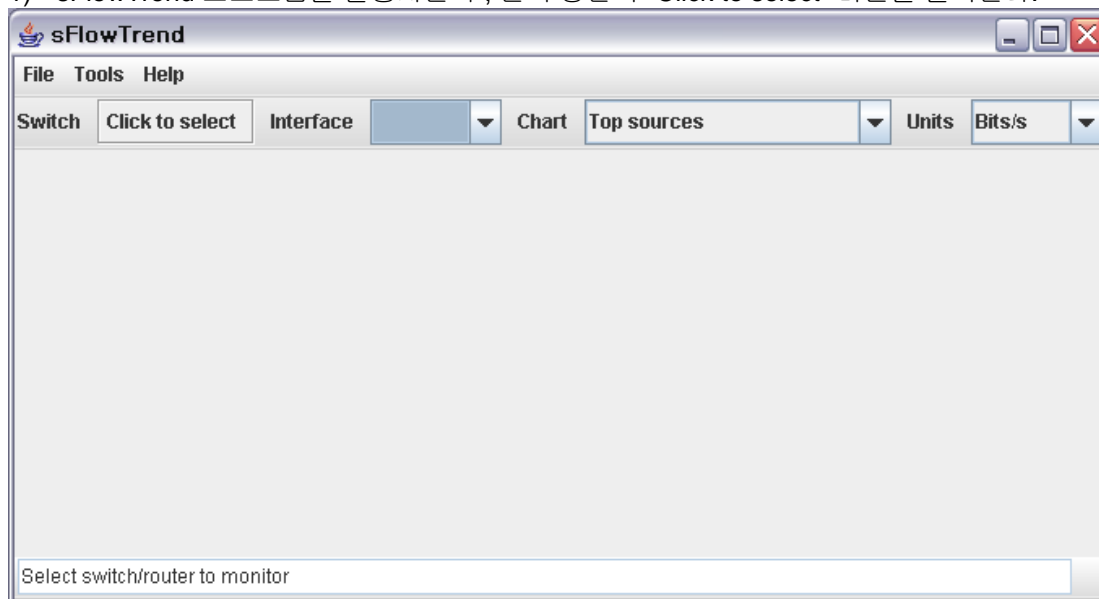 sFlowTrend
File Tools Help
Switch Click to select Interface Chart Top sources Units Bits/s
Select switch/router to monitor